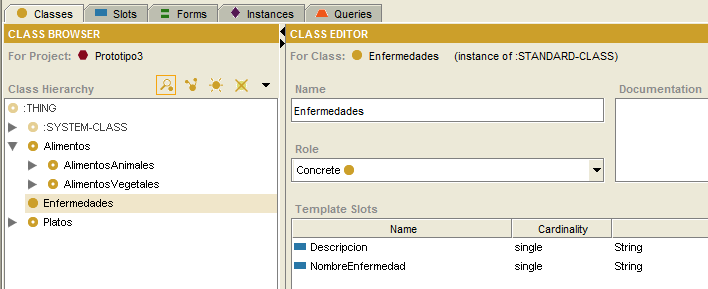 Classes Slots Forms Instances Queries
CLASS BROWSER
For Project: Prototipo3
Class Hierarchy
:THING
:SYSTEM-CLASS
Alimentos
AlimentosAnimales
AlimentosVegetales
Enfermedades
Platos
CLASS EDITOR
For Class: Enfermedades (instance of :STANDARD-CLASS)
Name Documentation
Enfermedades
Role
Concrete
Template Slots
Name Cardinality
Descripcion single String
NombreEnfermedad single String